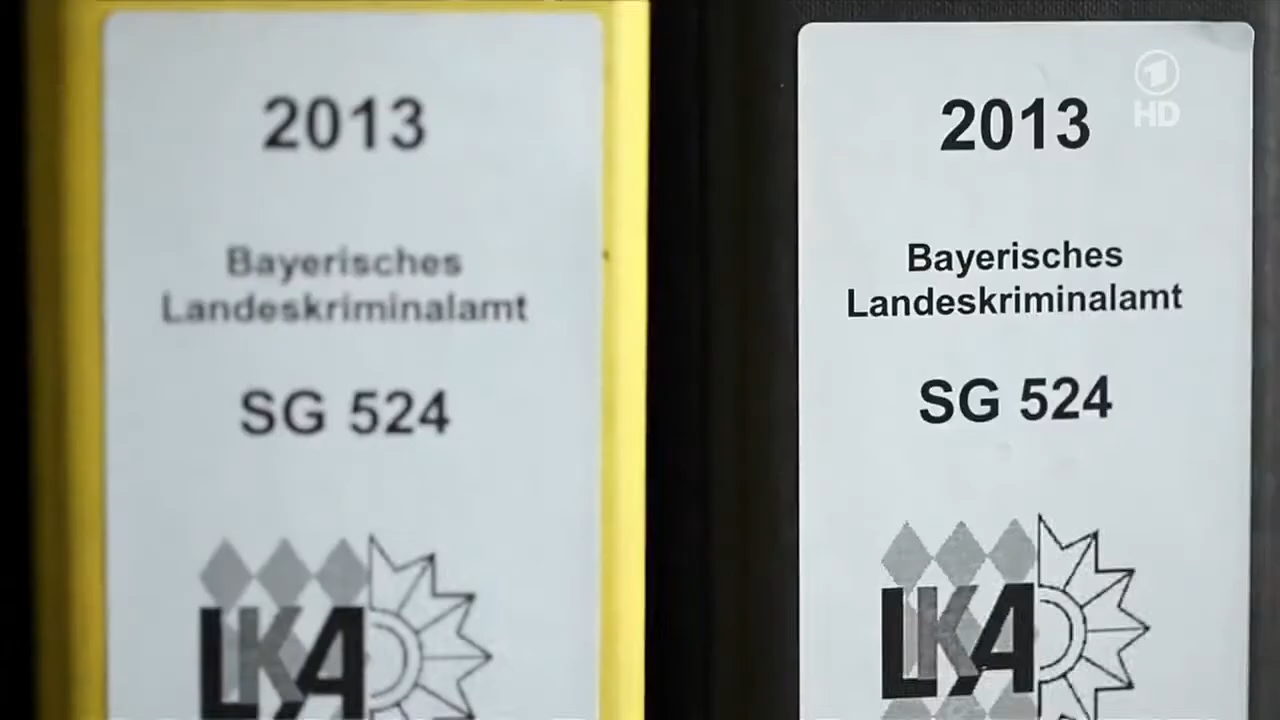 2013
Bayerisches
Landeskriminalamt
SG 524
LKA
2013
Bayerisches
Landeskriminalamt
SG 524
LKA
1
HD